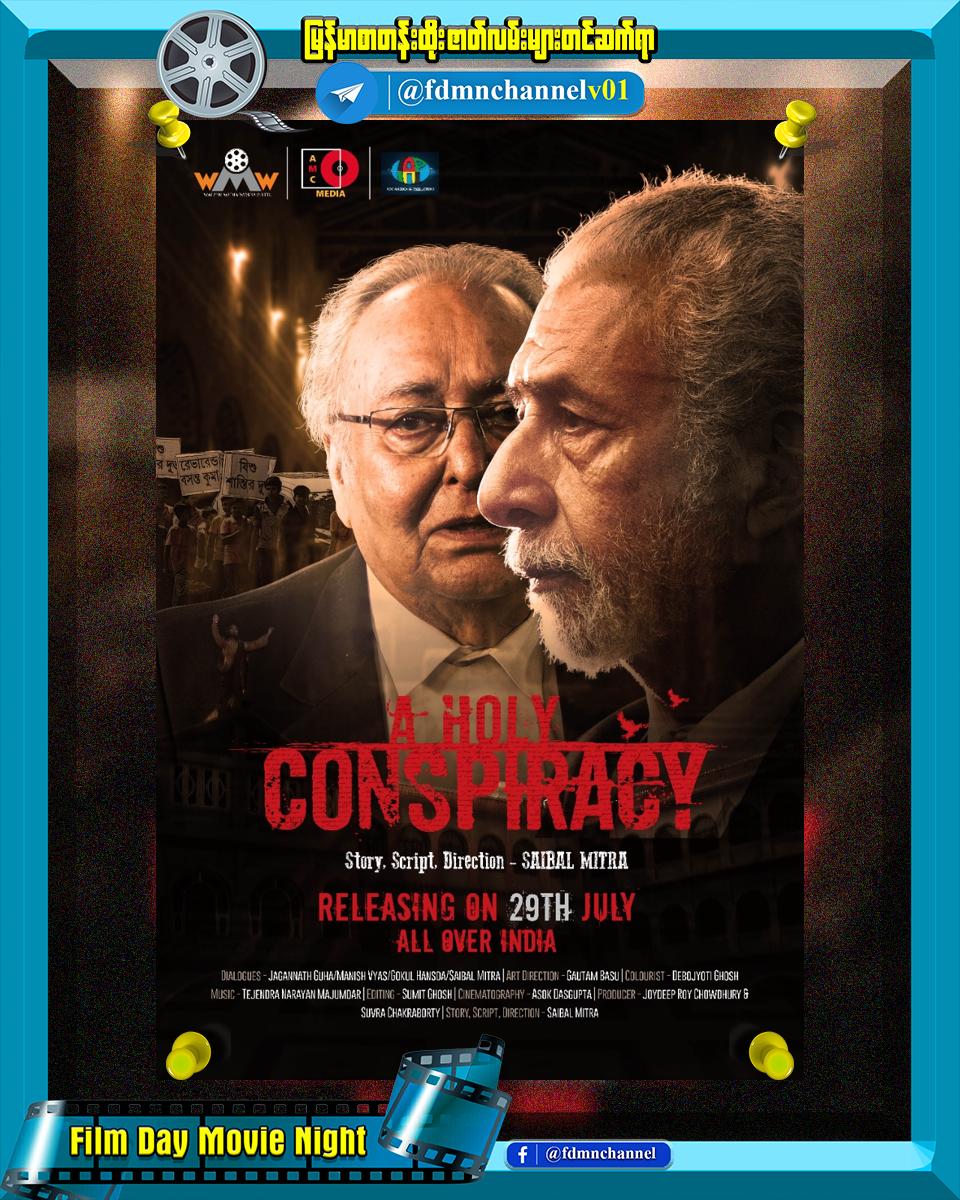 မြန်မာစာတန်းထိုးဇာတ်လမ်းများတင်ဆက်ရာ
@fdmnchannelv01
WMW
AMC
MEDIA
রেভারেন্ড
বসন্ত কুমা
যিশু
শান্তির দূ
A HOLY
CONSPIRACY
Story, Script, Direction - SAIBAL MITRA
RELEASING ON 29TH JULY
ALL OVER INDIA
DIALOGUES - JAGANNATH GUHA/MANISH VYAS/GOKUL HANSDA/SAIBAL MITRA | ART DIRECTION - GAUTAM BASU | COLOURIST - DEBOJYOTI GHOSH
MUSIC - TEJENDRA NARAYAN MAJUMDAR | EDITING - SUMIT GHOSH | CINEMATOGRAPHY - ASOK DASGUPTA | PRODUCER - JOYDEEP ROY CHOWDHURY &
SUVRA CHAKRABORTY | STORY, SCRIPT, DIRECTION - SAIBAL MITRA
Film Day Movie Night
@fdmnchannel